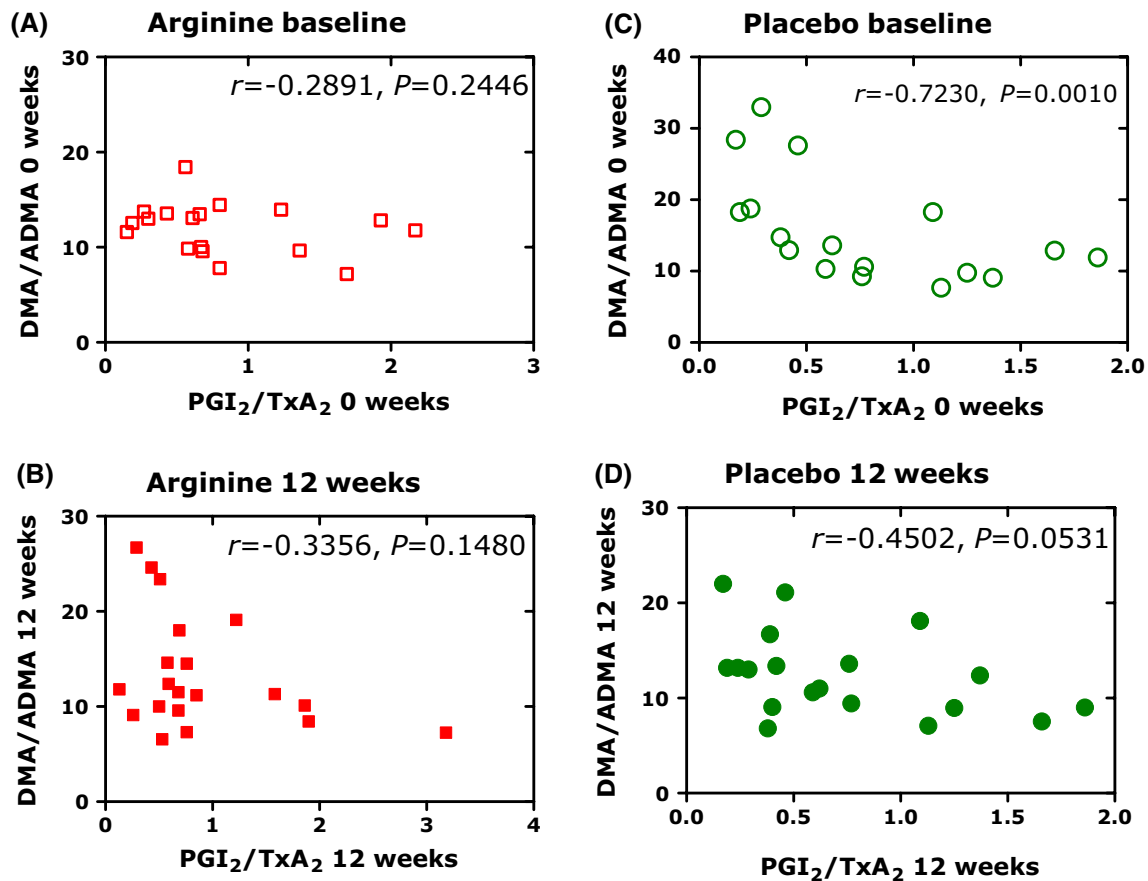 (A)
Arginine baseline
r=-0.2891, P=0.2446
30
20
10
0
DMA/ADMA 0 weeks
0 1 2 3
PGI₂/TxA₂ 0 weeks
(C)
Placebo baseline
r=-0.7230, P=0.0010
40
30
20
10
0
DMA/ADMA 0 weeks
0.0 0.5 1.0 1.5 2.0
PGI₂/TxA₂ 0 weeks
(B)
Arginine 12 weeks
r=-0.3356, P=0.1480
30
20
10
0
DMA/ADMA 12 weeks
0 1 2 3 4
PGI₂/TxA₂ 12 weeks
(D)
Placebo 12 weeks
r=-0.4502, P=0.0531
30
20
10
0
DMA/ADMA 12 weeks
0.0 0.5 1.0 1.5 2.0
PGI₂/TxA₂ 12 weeks